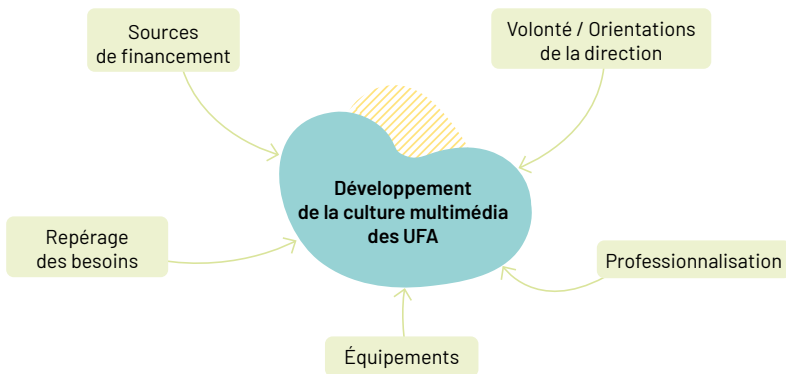 Sources
de financement
Volonté / Orientations
de la direction
Développement
de la culture multimédia
des UFA
Repérage
des besoins
Professionnalisation
Équipements